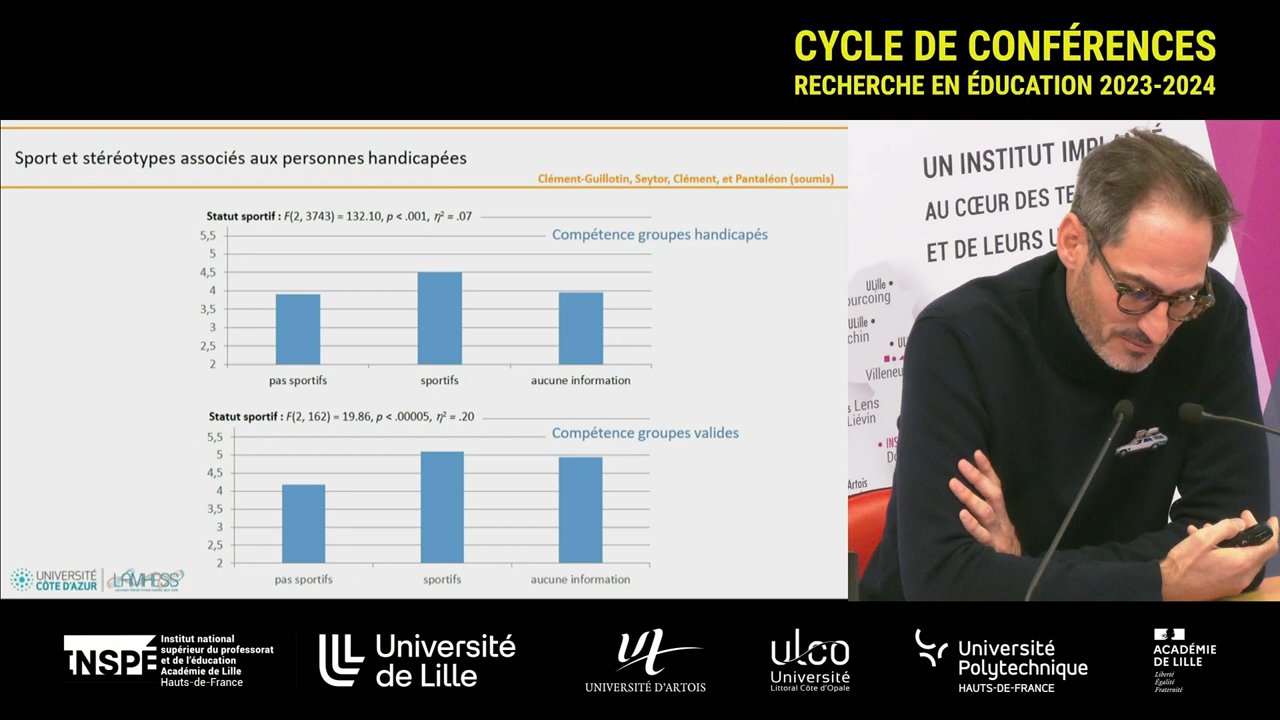 CYCLE DE CONFÉRENCES
RECHERCHE EN ÉDUCATION 2023-2024
Sport et stéréotypes associés aux personnes handicapées
Clément-Guillotin, Seytor, Clément, et Pantaléon (soumis)
Statut sportif : F(2, 3743) = 132.10, p < .001, η² = .07
Compétence groupes handicapés
5,5
5
4,5
4
3,5
3
2,5
2
pas sportifs
sportifs
aucune information
Statut sportif : F(2, 162) = 19.86, p < .00005, η² = .20
Compétence groupes valides
5,5
5
4,5
4
3,5
3
2,5
2
pas sportifs
sportifs
aucune information
UNIVERSITÉ
CÔTE D'AZUR
LAMHESS
UN INSTITUT
AU CŒUR DES
ET DE LEURS
ULille
ourcoing
ULille
chin
Villeneu
Lens
Liévin
INS
Artois
INSPÉ
Institut national
supérieur du professorat
et de l'éducation
Académie de Lille
Hauts-de-France
Université
de Lille
UNIVERSITÉ D'ARTOIS
ulco
Université
Littoral Côte d'Opale
Université
Polytechnique
HAUTS-DE-FRANCE
ACADÉMIE
DE LILLE
Liberté
Égalité
Fraternité